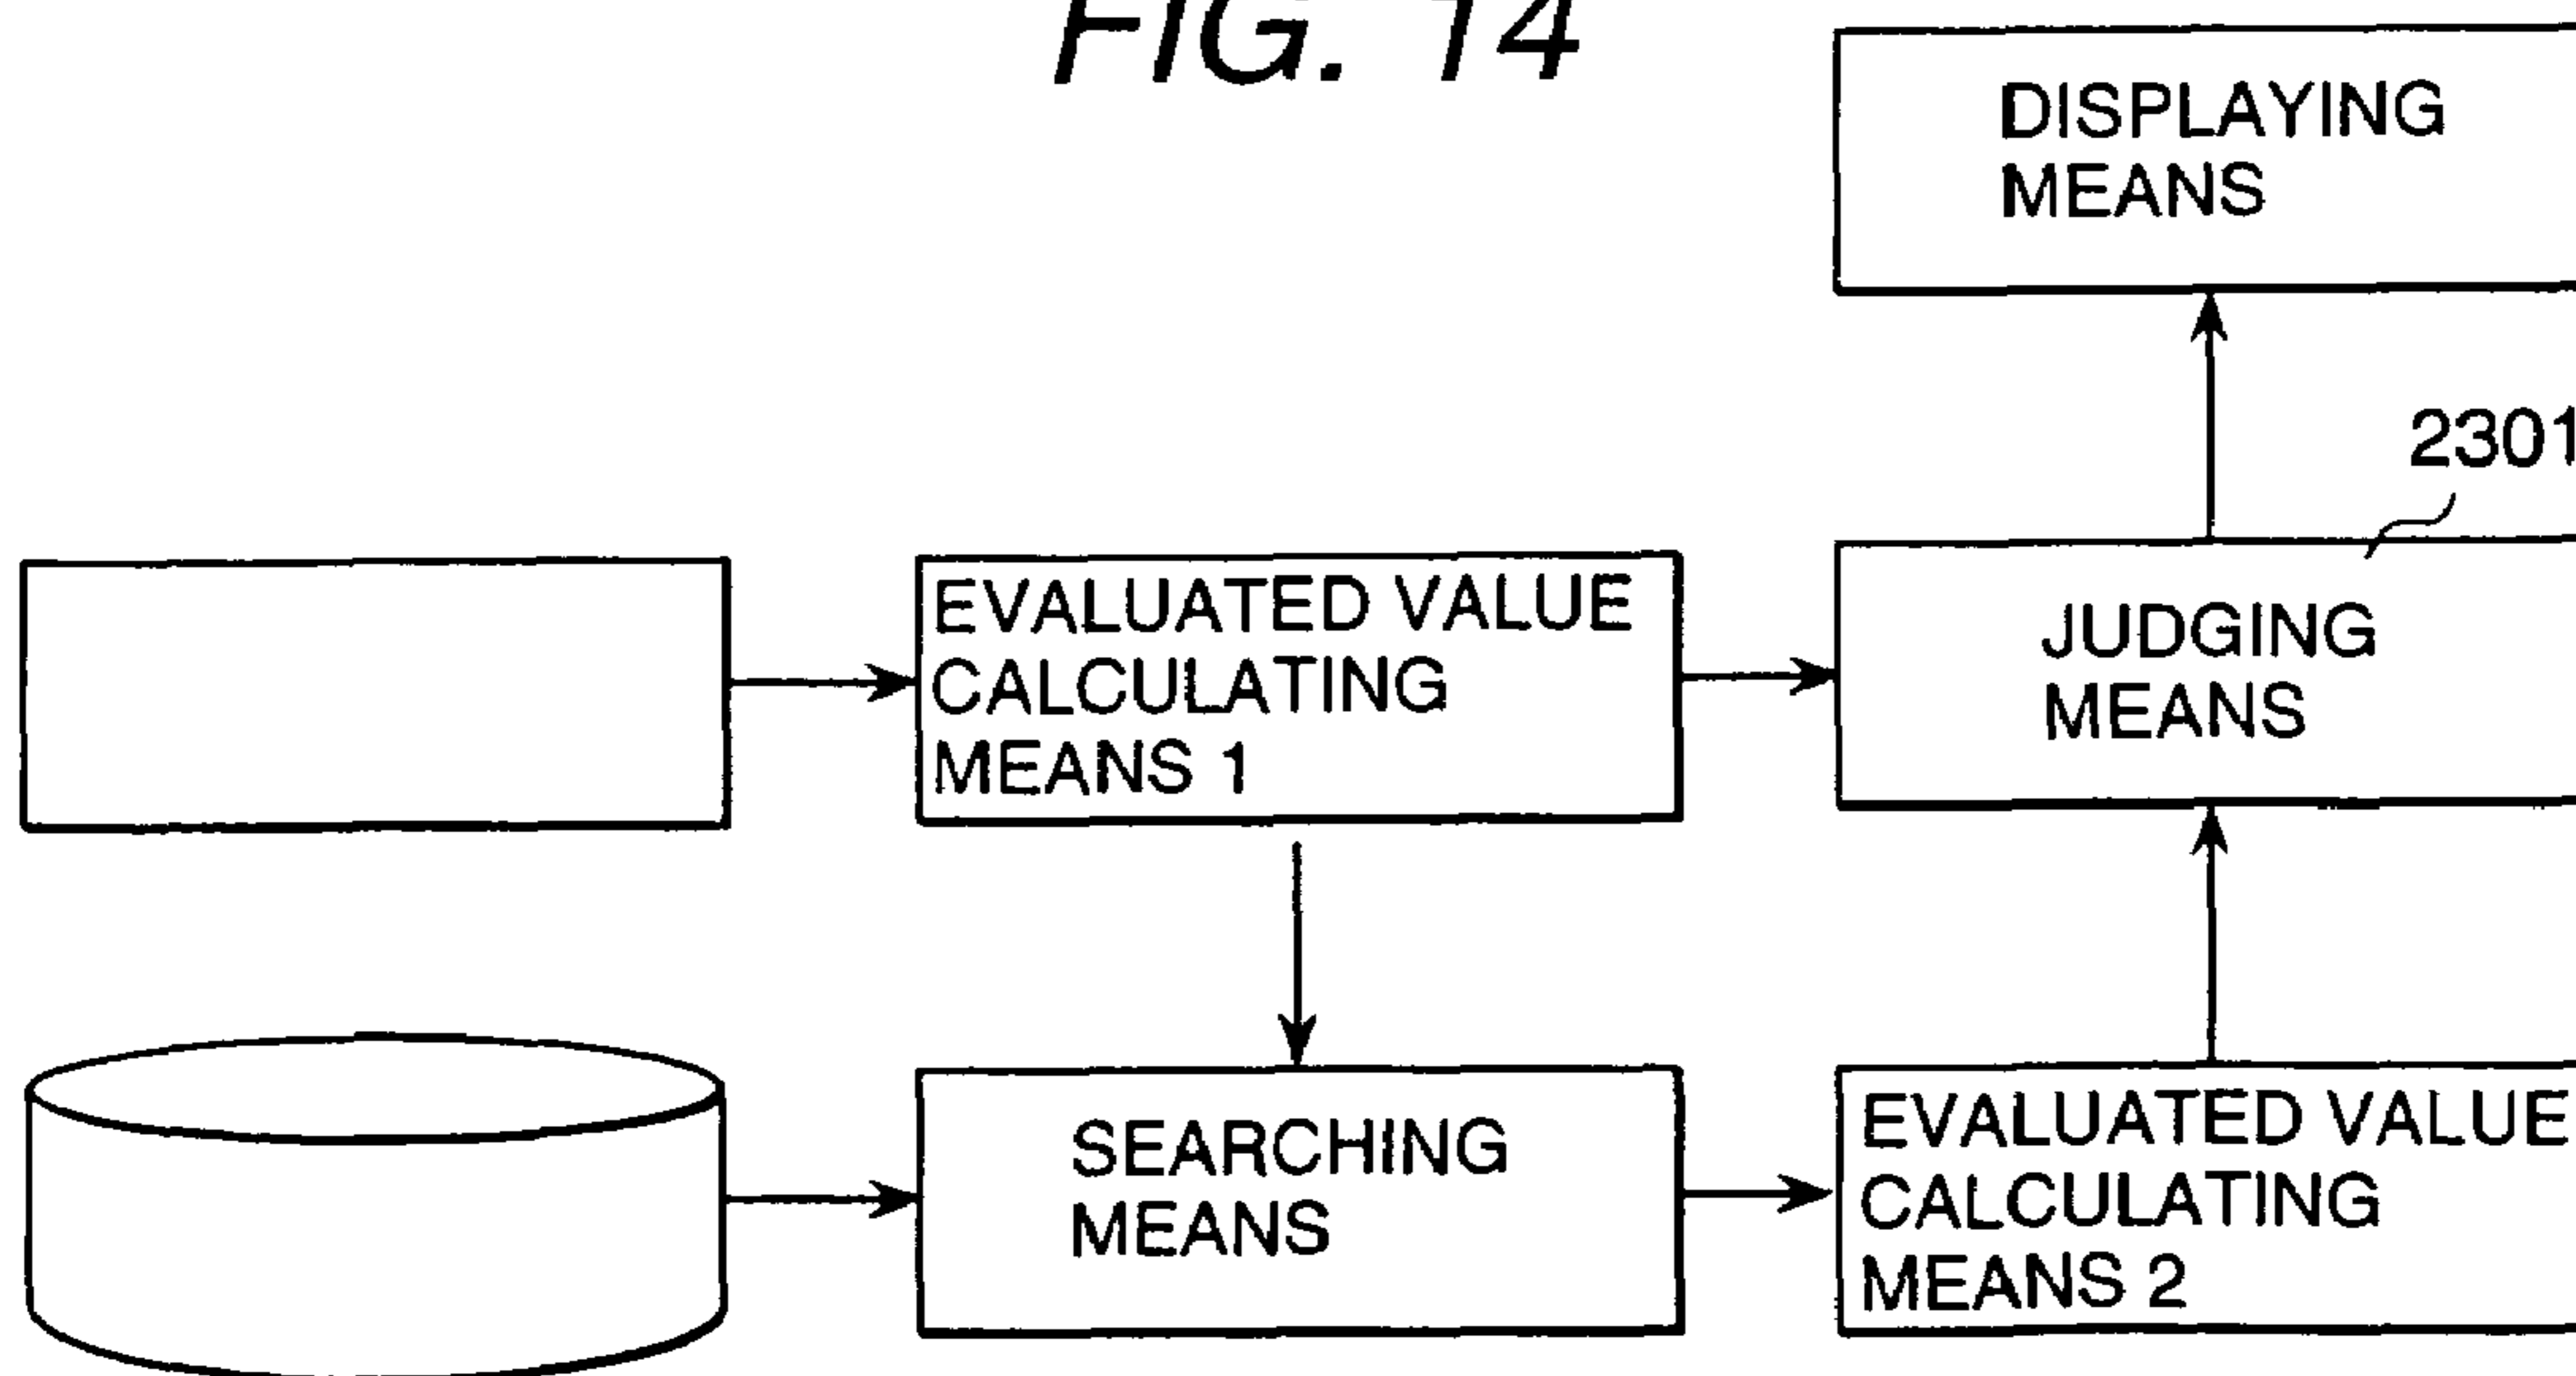 FIG. 14
DISPLAYING
MEANS
2301
EVALUATED VALUE
CALCULATING
MEANS 1
JUDGING
MEANS
SEARCHING
MEANS
EVALUATED VALUE
CALCULATING
MEANS 2